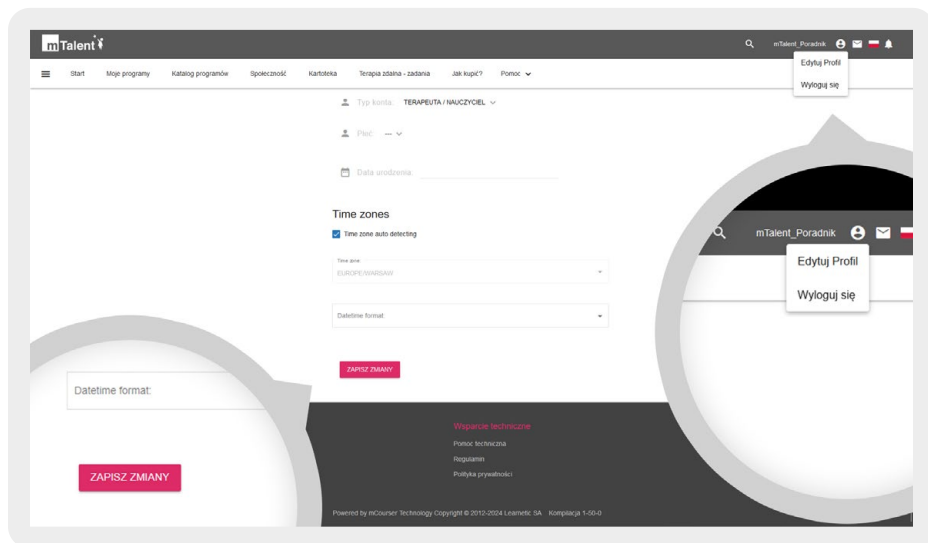 mTalent
mTalent_Poradnik
Edytuj Profil
Wyloguj się
Start Moje programy Katalog programów Społeczność Kartoteka Terapia zdalna - zadania Jak kupić? Pomoc
Typ konta: TERAPEUTA / NAUCZYCIEL
Płeć: —
Data urodzenia:
Time zones
Time zone auto detecting
Time zone
EUROPE/WARSAW
Datetime format:
ZAPISZ ZMIANY
mTalent_Poradnik
Edytuj Profil
Wyloguj się
Datetime format:
ZAPISZ ZMIANY
Wsparcie techniczne
Pomoc techniczna
Regulamin
Polityka prywatności
Powered by mCourser Technology Copyright © 2012-2024 Learnetic SA Kompilacja 1-50-0